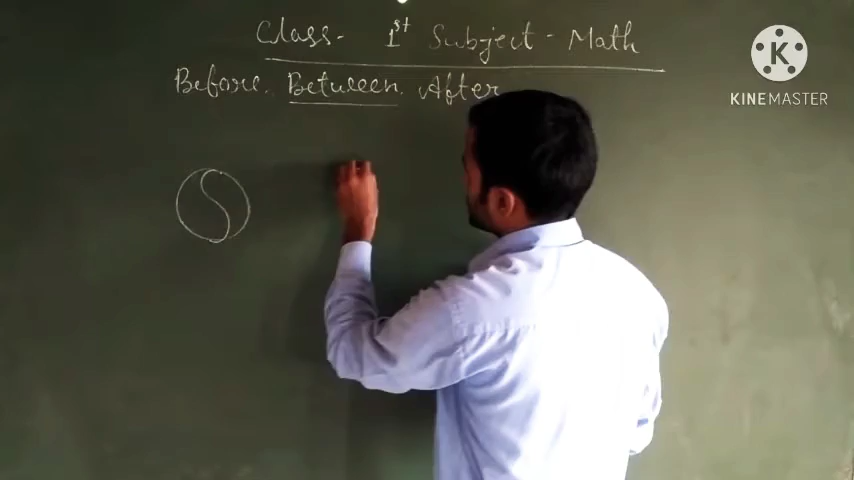 Class- 1st Subject - Math
Before. Between. After
K
KINEMASTER